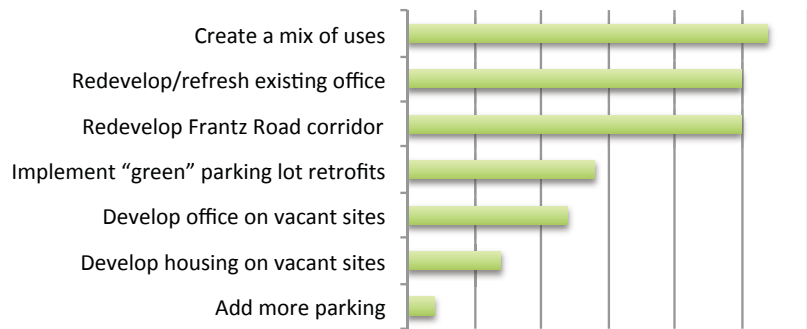 Create a mix of uses
Redevelop/refresh existing office
Redevelop Frantz Road corridor
Implement “green” parking lot retrofits
Develop office on vacant sites
Develop housing on vacant sites
Add more parking